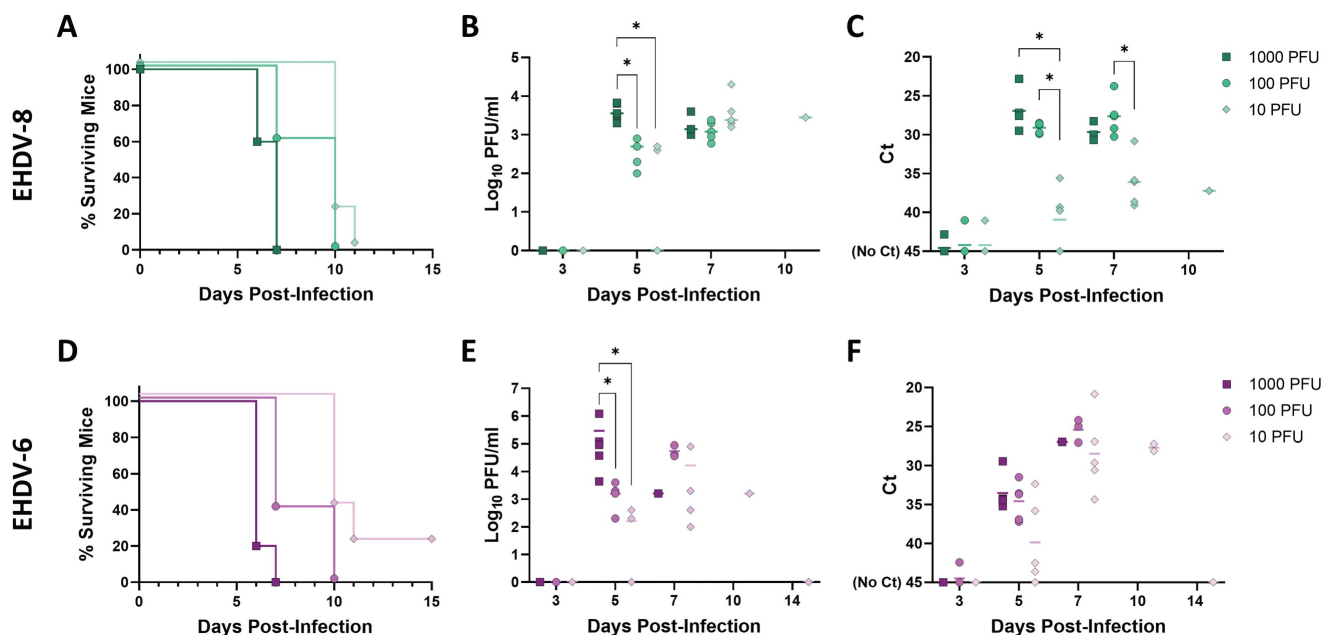 A
B
C
EHDV-8
% Surviving Mice
100
80
60
40
20
0
0
5
10
15
Days Post-Infection
Log10 PFU/ml
5
4
3
2
1
0
*
*
3
5
7
10
Days Post-Infection
Ct
20
25
30
35
40
(No Ct) 45
*
*
*
3
5
7
10
Days Post-Infection
1000 PFU
100 PFU
10 PFU
D
E
F
EHDV-6
% Surviving Mice
100
80
60
40
20
0
0
5
10
15
Days Post-Infection
Log10 PFU/ml
7
6
5
4
3
2
1
0
*
*
3
5
7
10
14
Days Post-Infection
Ct
20
25
30
35
40
(No Ct) 45
3
5
7
10
14
Days Post-Infection
1000 PFU
100 PFU
10 PFU